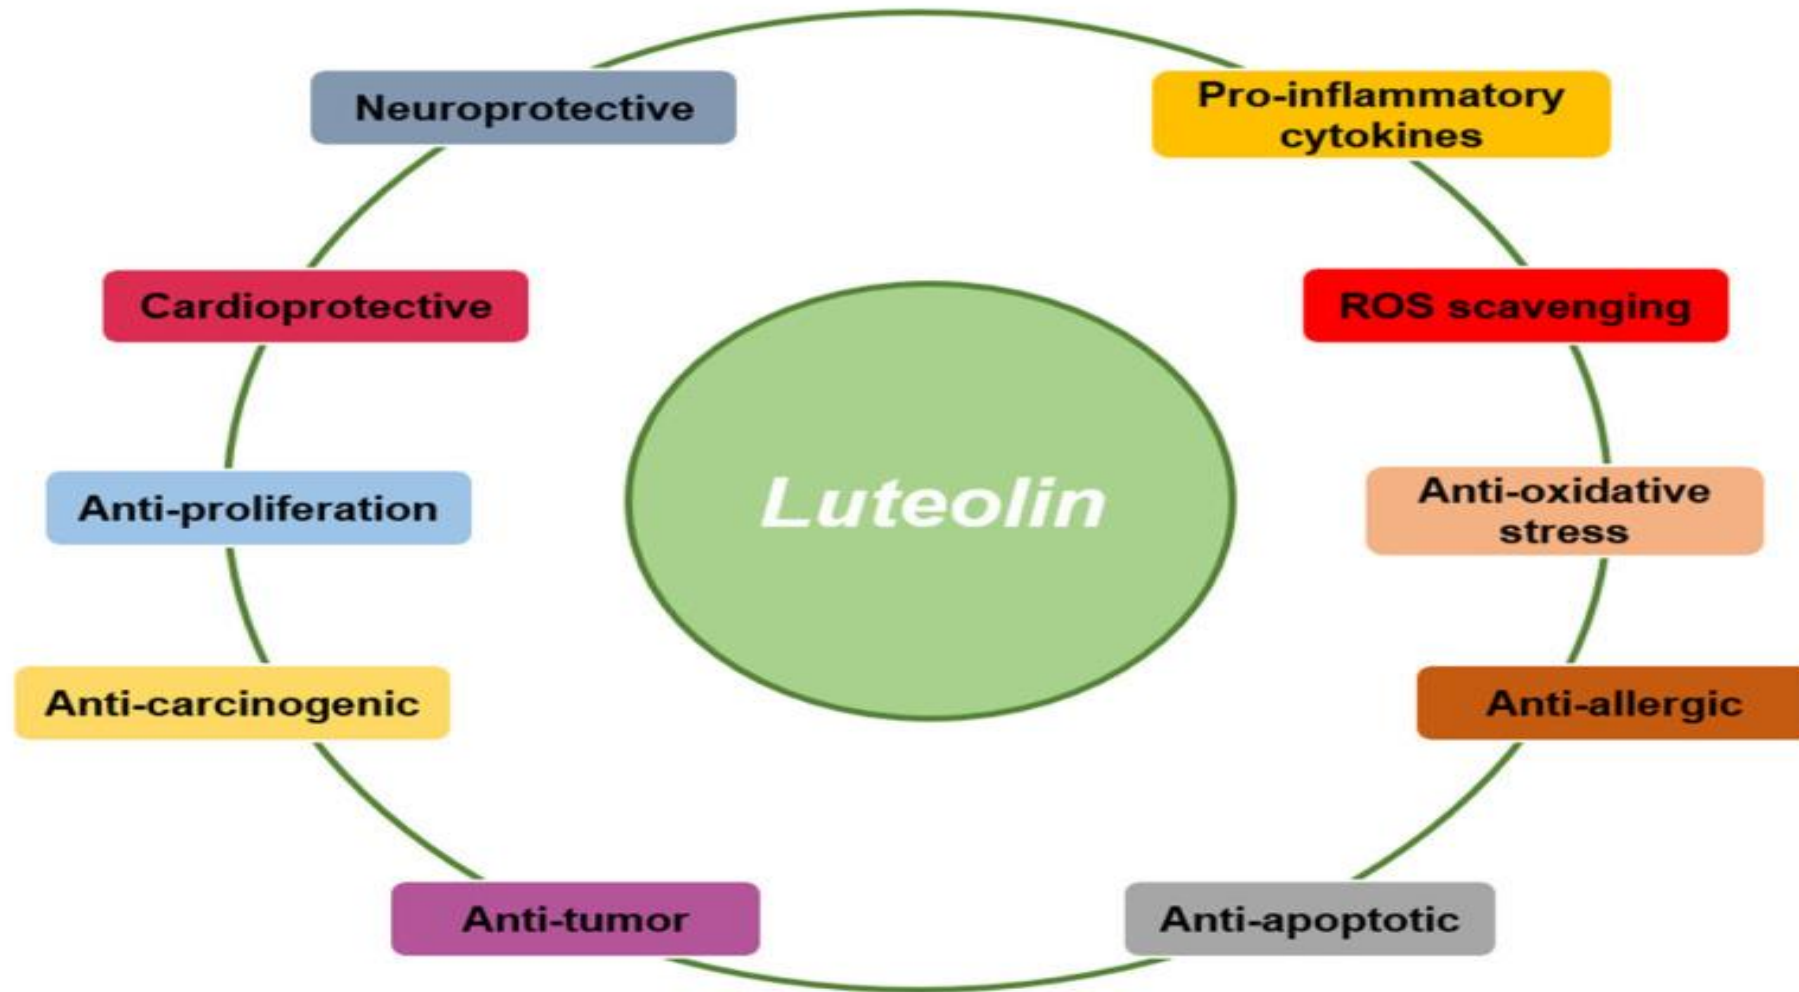 Neuroprotective
Pro-inflammatory
cytokines
Cardioprotective
ROS scavenging
Anti-proliferation
Luteolin
Anti-oxidative
stress
Anti-carcinogenic
Anti-allergic
Anti-tumor
Anti-apoptotic